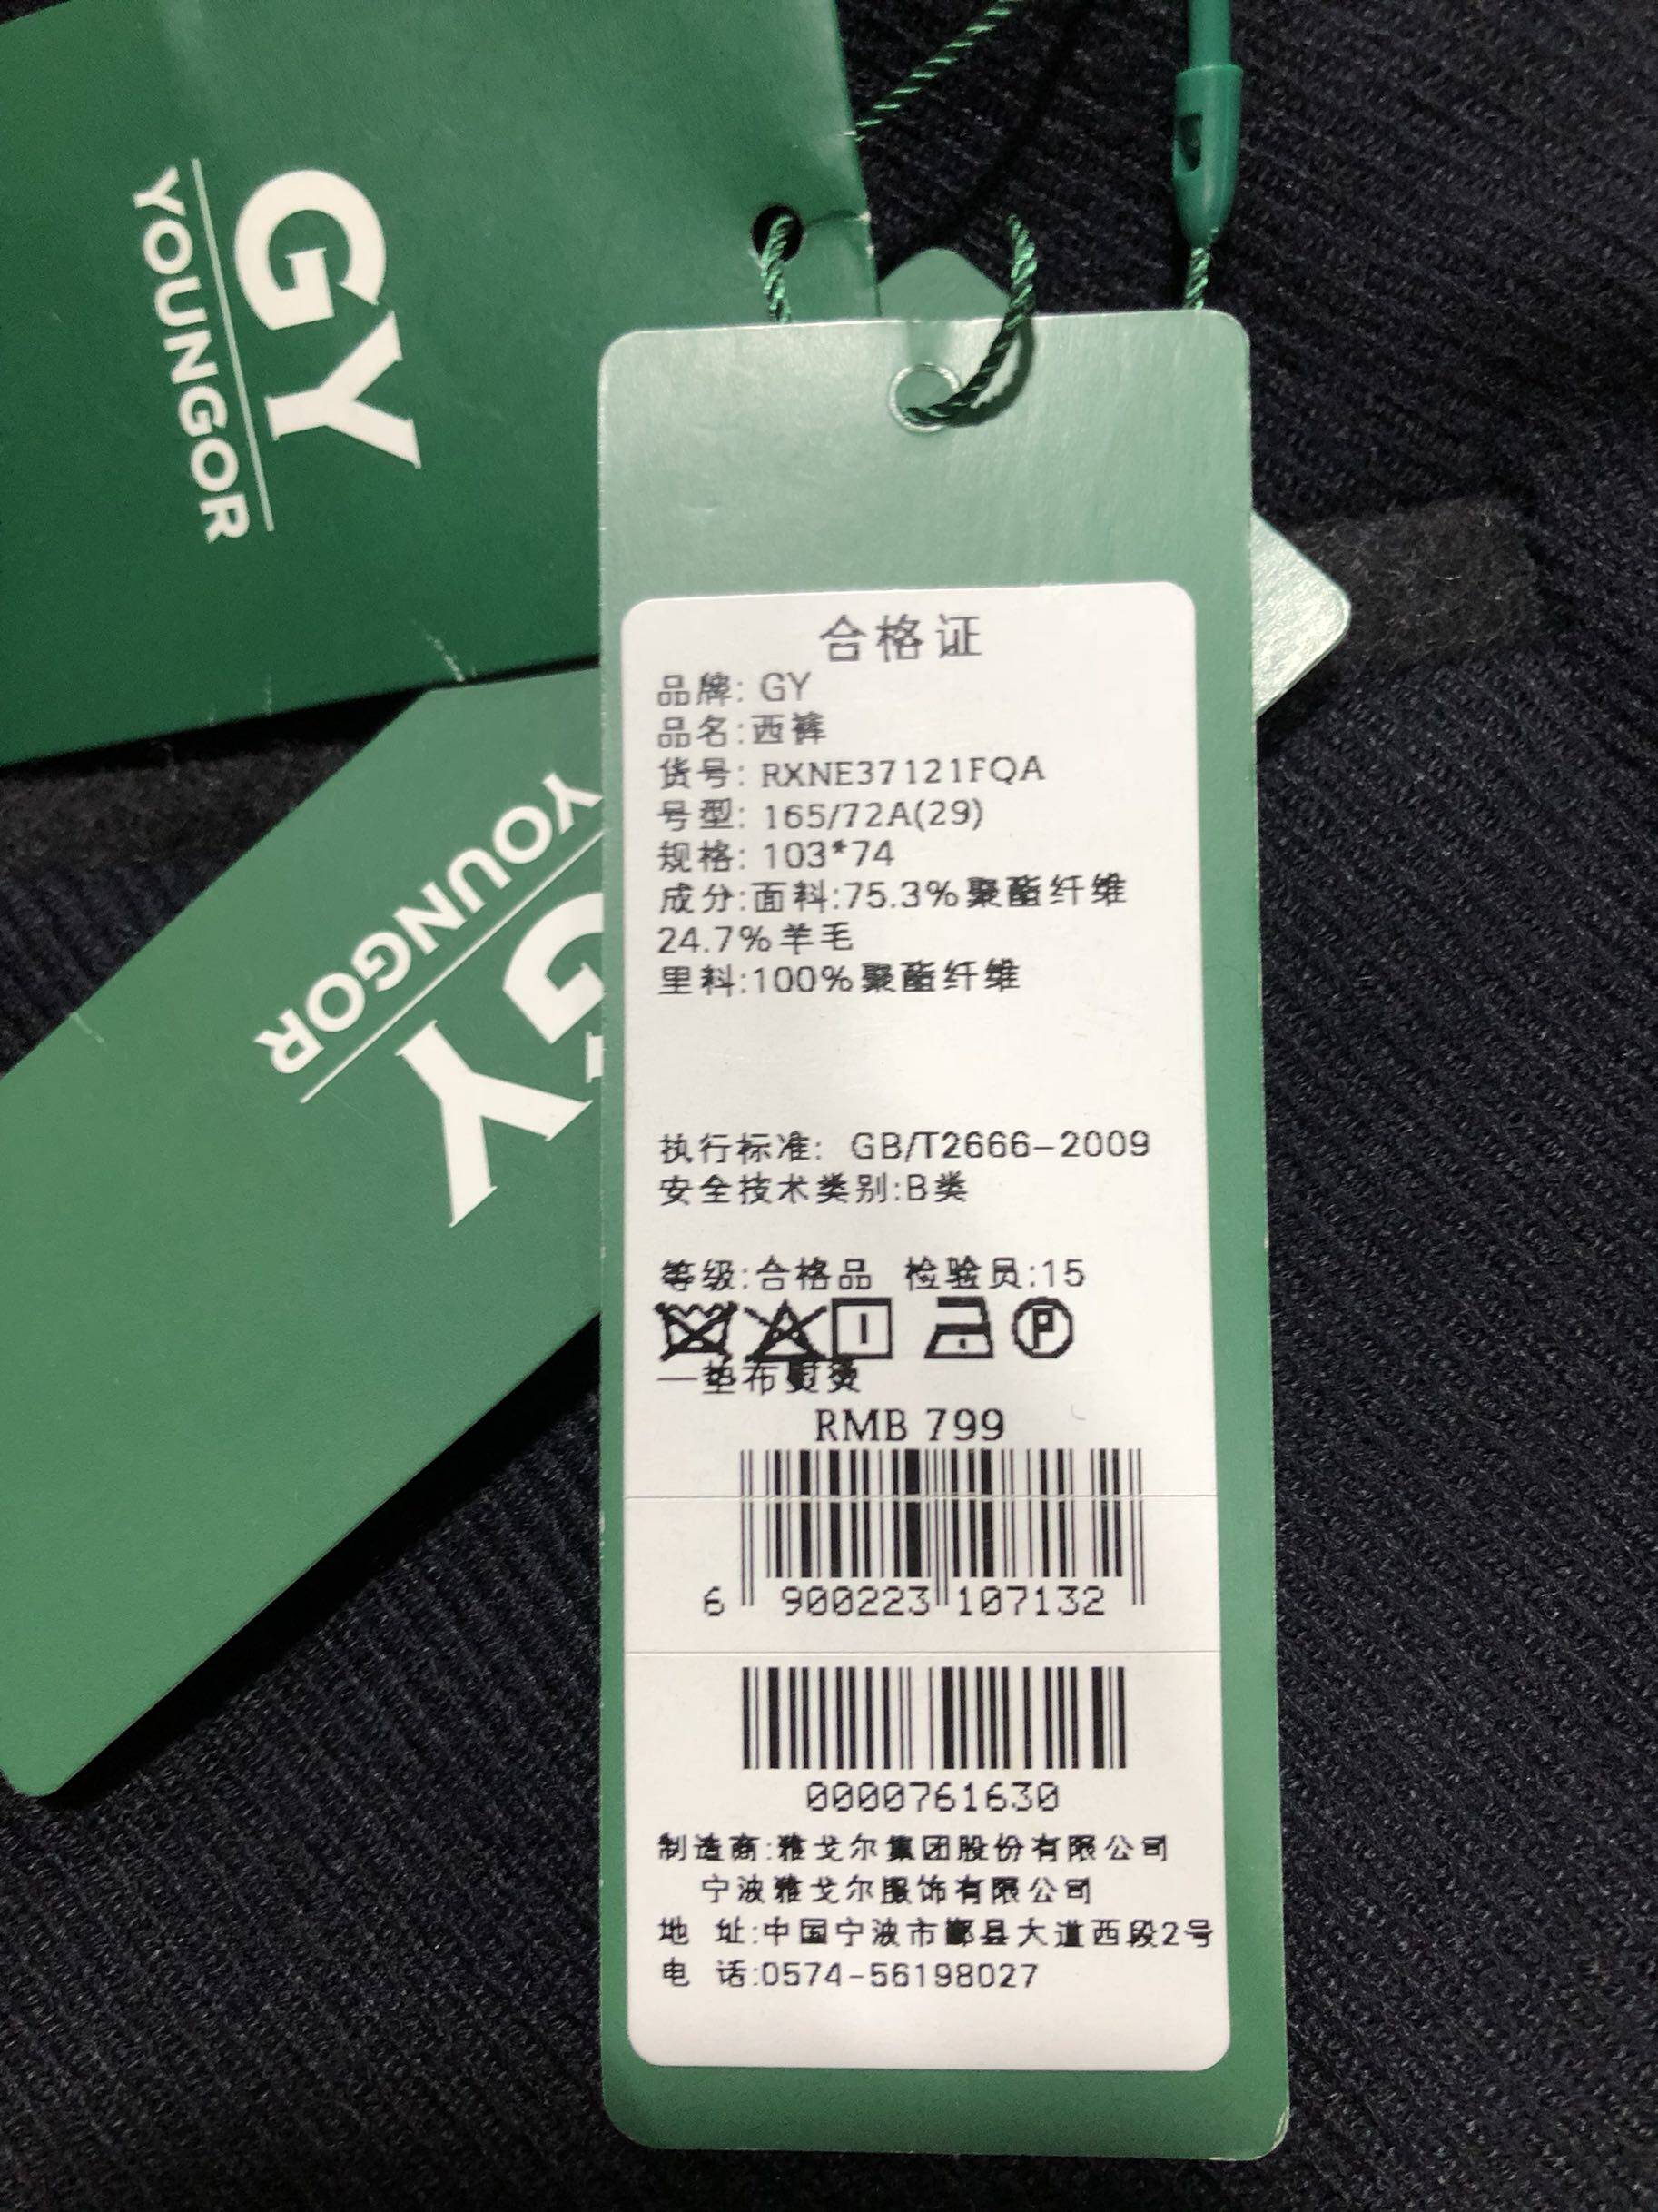 GY
YOUNGOR
YOUNGOR
GY
合格证
品牌: GY
品名:西裤
货号: RXNE37121FQA
号型: 165/72A(29)
规格: 103*74
成分:面料:75.3%聚酯纤维
24.7%羊毛
里料:100%聚酯纤维
执行标准: GB/T2666-2009
安全技术类别:B类
等级:合格品 检验员:15
P
—垫布熨烫
RMB 799
6 900223 107132
0000761630
制造商:雅戈尔集团股份有限公司
宁波雅戈尔服饰有限公司
地 址:中国宁波市鄞县大道西段2号
电 话:0574-56198027